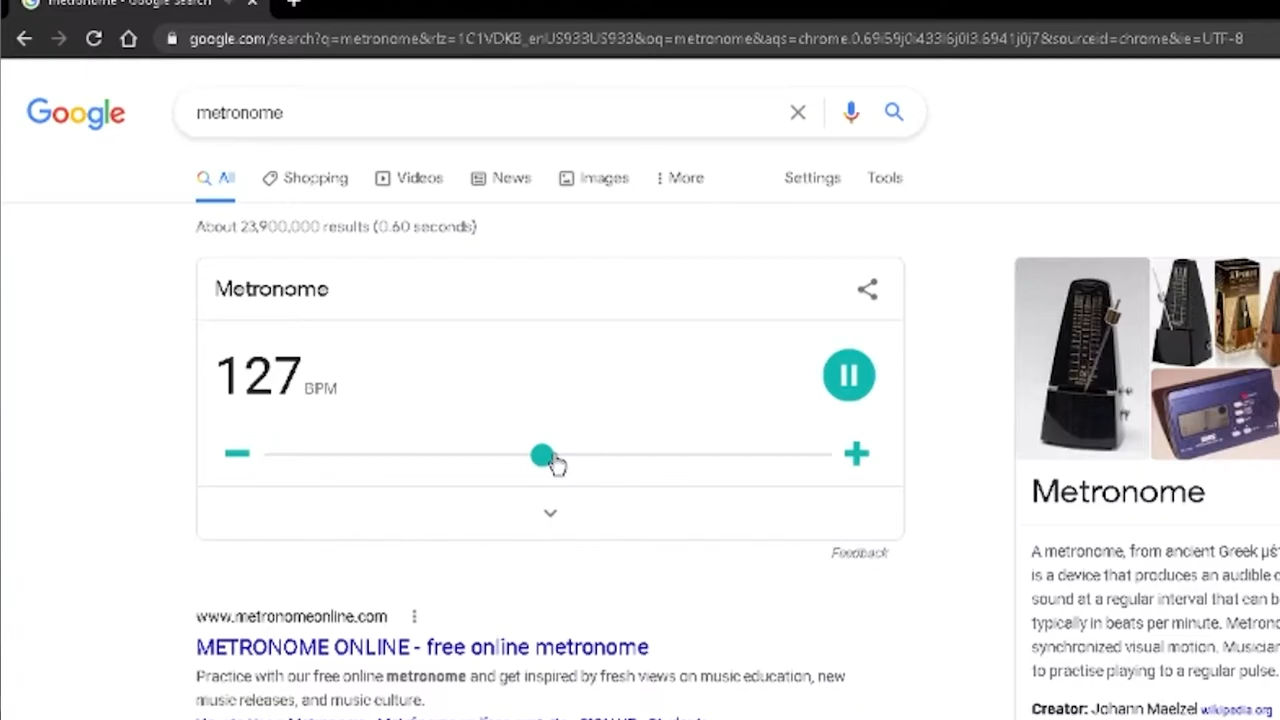 metronome - Google Search
google.com/search?q=metronome&rlz=1C1VDKB_enUS933US933&oq=metronome&aqs=chrome.0.69i59j0i433l6j0l3.6941j0j7&sourceid=chrome&ie=UTF-8
Google
metronome
All Shopping Videos News Images More Settings Tools
About 23,900,000 results (0.60 seconds)
Metronome
127 BPM
Feedback
www.metronomeonline.com
METRONOME ONLINE - free online metronome
Practice with our free online metronome and get inspired by fresh views on music education, new
music releases, and music culture.
Metronome
A metronome, from ancient Greek
is a device that produces an audible
sound at a regular interval that can b
typically in beats per minute. Metrono
synchronized visual motion. Musician
to practise playing to a regular pulse.
Creator: Johann Maelzel wikipedia.org